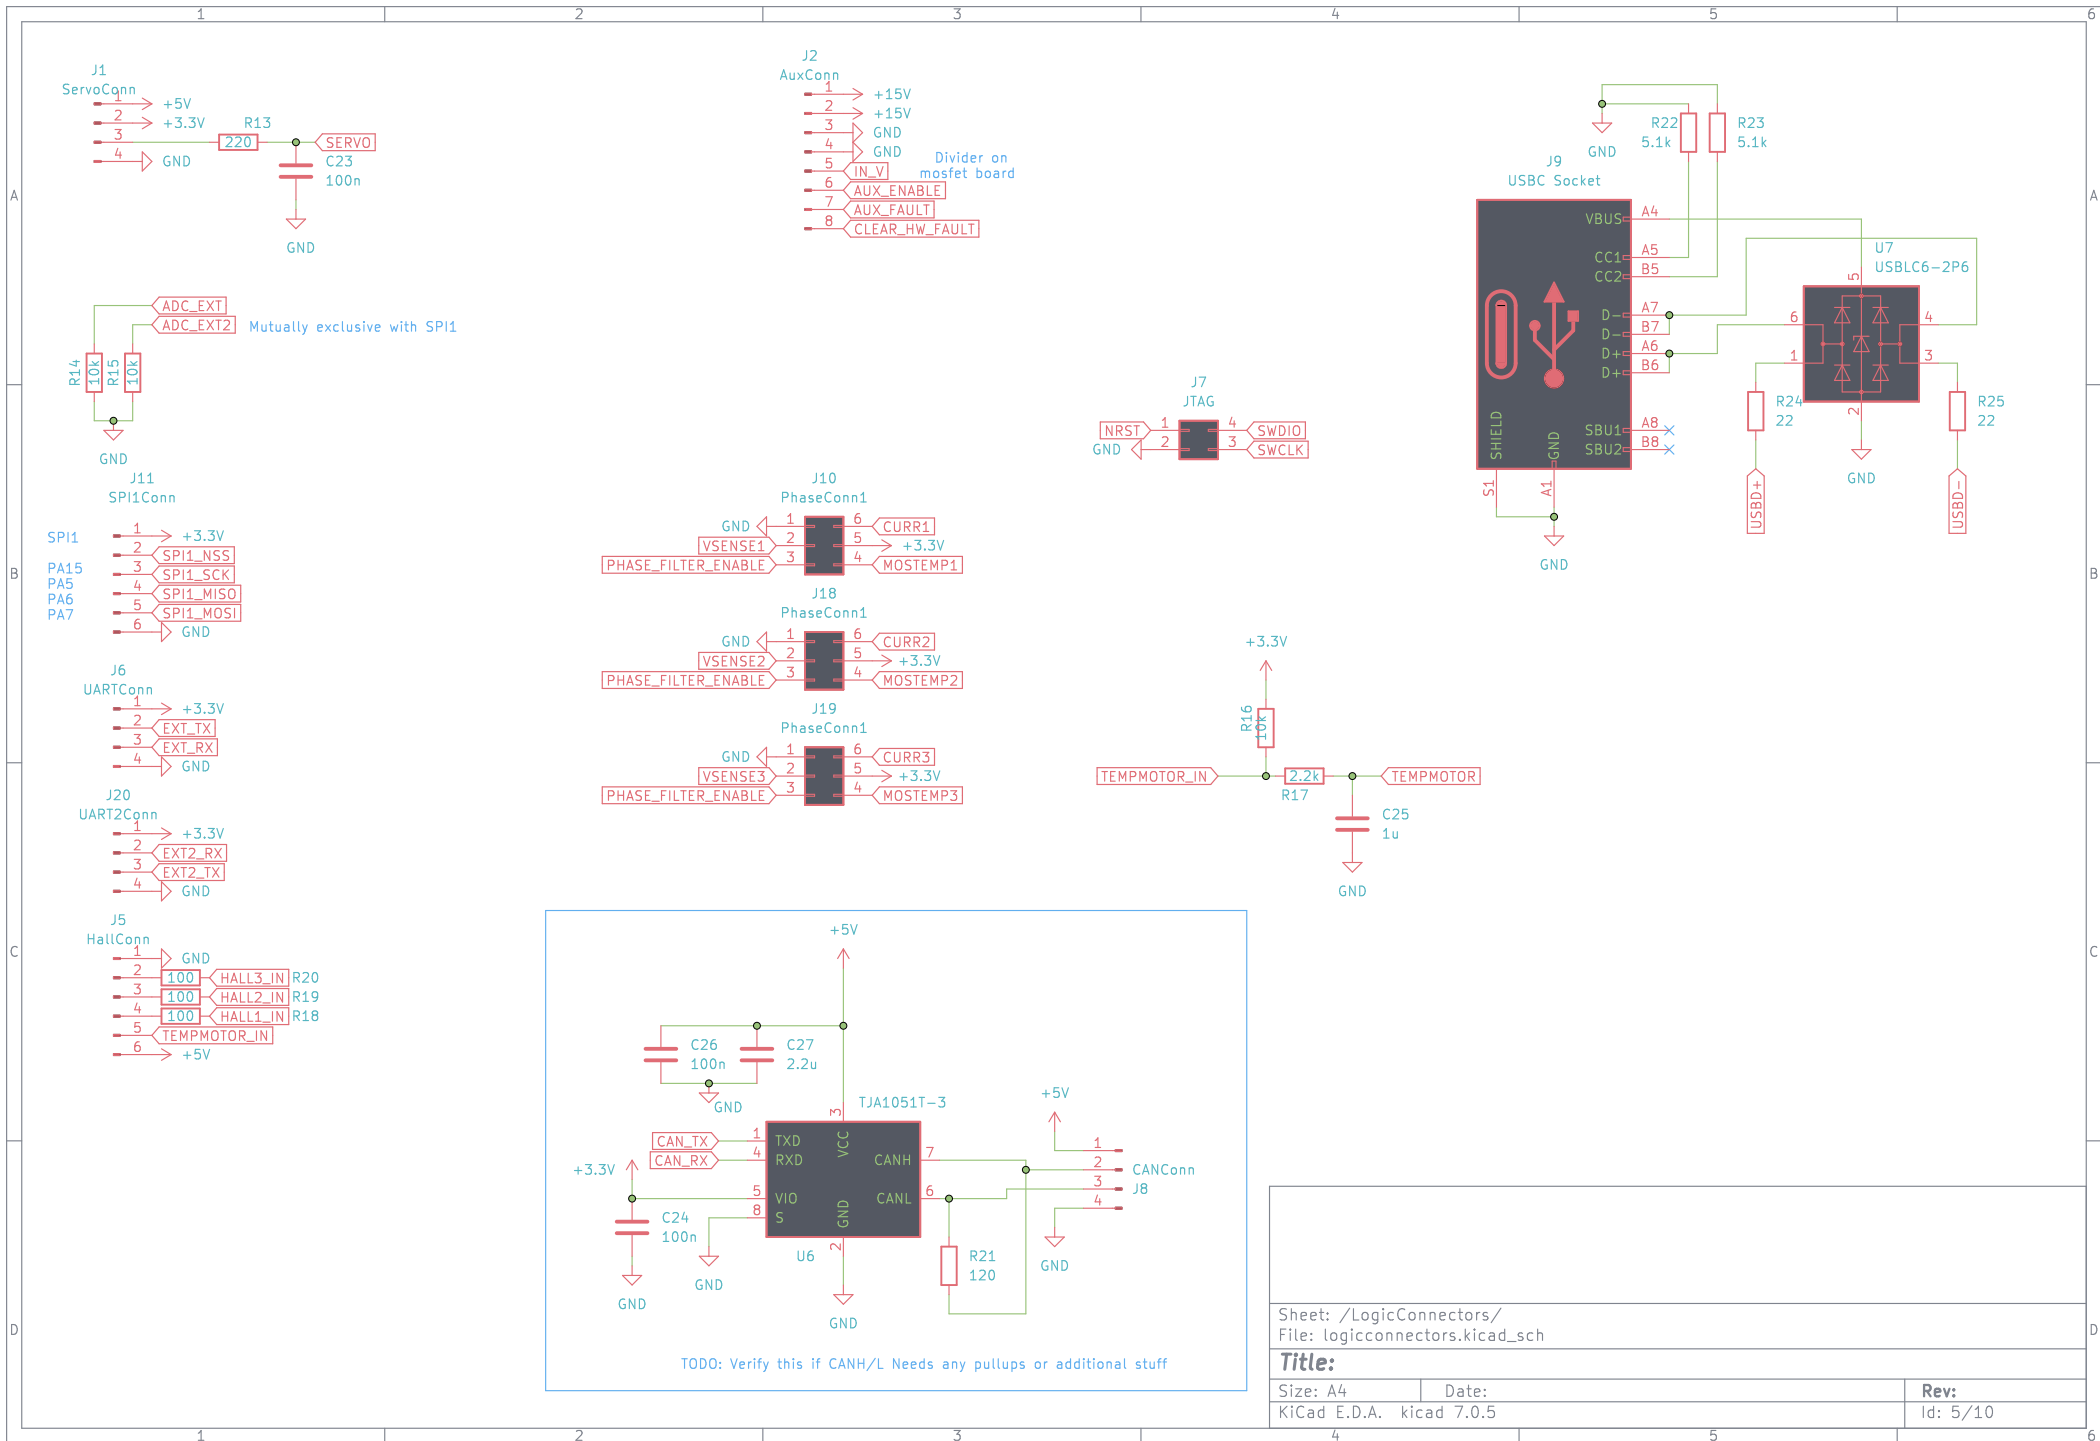 1 2 3 4 5 6
A
B
C
D
A
B
C
D
1 2 3 4 5 6
J1
ServoConn
1 +5V
2 +3.3V
3
4 GND
R13
220
SERVO
C23
100n
GND
J2
AuxConn
1 +15V
2 +15V
3 GND
4 GND
5 IN_V
6 AUX_ENABLE
7 AUX_FAULT
8 CLEAR_HW_FAULT
Divider on
mosfet board
ADC_EXT
ADC_EXT2
Mutually exclusive with SPI1
R14
10k
R15
10k
GND
J11
SPI1Conn
SPI1
PA15
PA5
PA6
PA7
1 +3.3V
2 SPI1_NSS
3 SPI1_SCK
4 SPI1_MISO
5 SPI1_MOSI
6 GND
J6
UARTConn
1 +3.3V
2 EXT_TX
3 EXT_RX
4 GND
J20
UART2Conn
1 +3.3V
2 EXT2_RX
3 EXT2_TX
4 GND
J5
HallConn
1 GND
2 100 HALL3_IN R20
3 100 HALL2_IN R19
4 100 HALL1_IN R18
5 TEMPMOTOR_IN
6 +5V
J10
PhaseConn1
GND 1 6 CURR1
VSENSE1 2 5 +3.3V
PHASE_FILTER_ENABLE 3 4 MOSTEMP1
J18
PhaseConn1
GND 1 6 CURR2
VSENSE2 2 5 +3.3V
PHASE_FILTER_ENABLE 3 4 MOSTEMP2
J19
PhaseConn1
GND 1 6 CURR3
VSENSE3 2 5 +3.3V
PHASE_FILTER_ENABLE 3 4 MOSTEMP3
J7
JTAG
NRST 1 4 SWDIO
GND 2 3 SWCLK
+3.3V
R16
10k
TEMPMOTOR_IN
2.2k
R17
TEMPMOTOR
C25
1u
GND
GND
R22
5.1k
R23
5.1k
J9
USBC Socket
VBUS A4
CC1 A5
CC2 B5
D- A7
D- B7
D+ A6
D+ B6
SBU1 A8
SBU2 B8
SHIELD
GND
S1
A1
GND
U7
USBLC6-2P6
5
6 4
1 3
2
R24
22
R25
22
GND
USBD+
USBD-
+5V
C26
100n
C27
2.2u
GND
TJA1051T-3
3
CAN_TX 1 TXD
CAN_RX 4 RXD
VCC
CANH 7
+3.3V
5 VIO
8 S
GND
CANL 6
C24
100n
U6
2
GND
GND
GND
R21
120
+5V
1
2 CANConn
3 J8
4
GND
TODO: Verify this if CANH/L Needs any pullups or additional stuff
Sheet: /LogicConnectors/
File: logicconnectors.kicad_sch
Title:
Size: A4 Date: Rev:
KiCad E.D.A. kicad 7.0.5 Id: 5/10